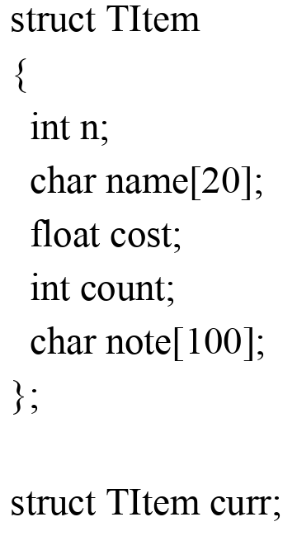 struct TItem
{
int n;
char name[20];
float cost;
int count;
char note[100];
};
struct TItem curr;